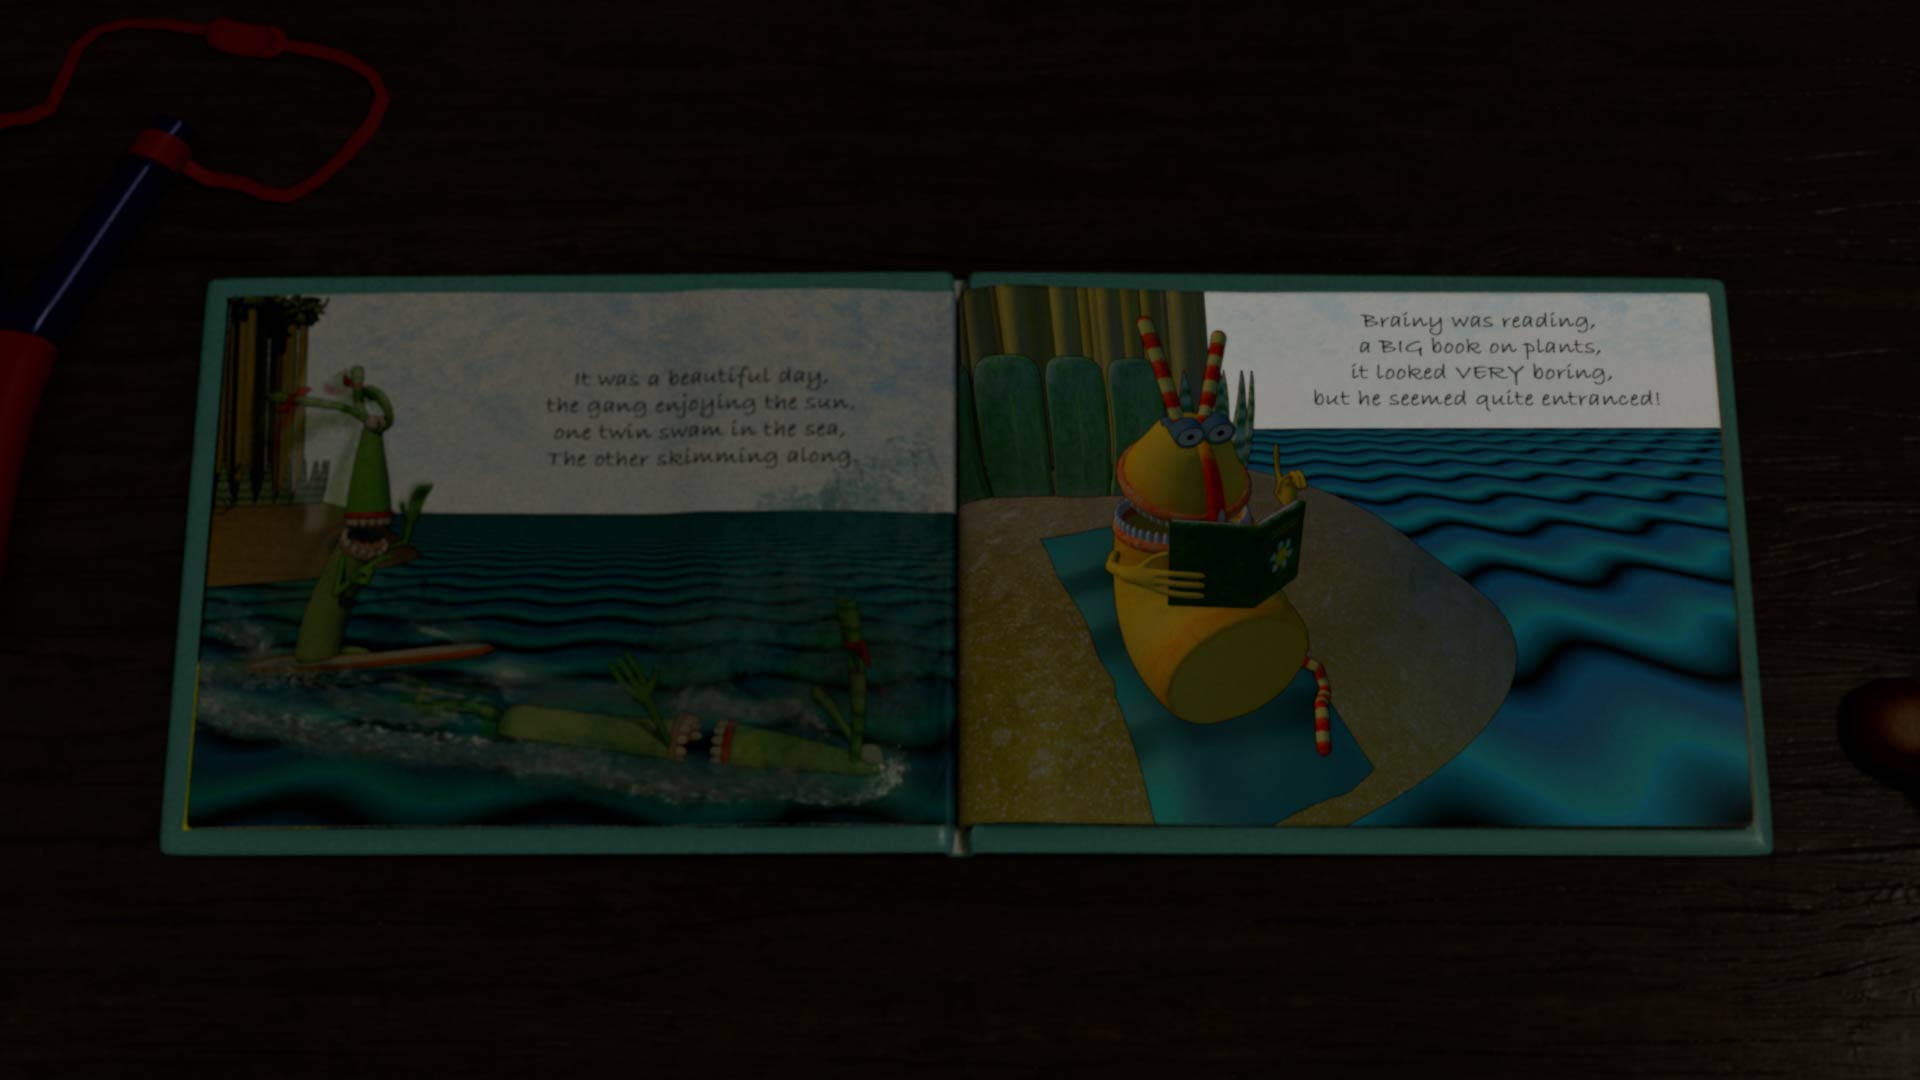 It was a beautiful day,
the gang enjoying the sun,
one twin swam in the sea,
The other skimming along.
Brainy was reading,
a BIG book on plants,
it looked VERY boring,
but he seemed quite entranced!